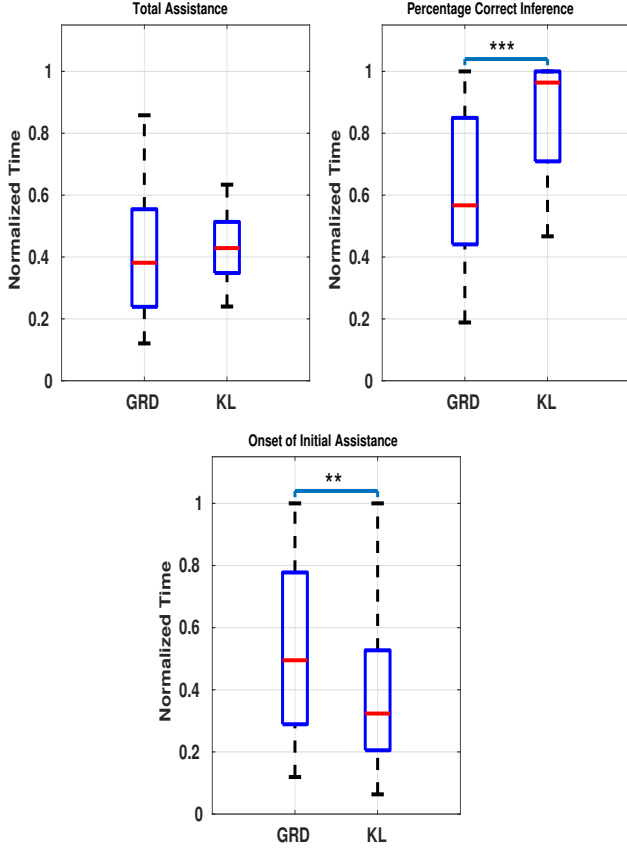 Total Assistance
Normalized Time
1
0.8
0.6
0.4
0.2
0
GRD KL
Percentage Correct Inference
***
Normalized Time
1
0.8
0.6
0.4
0.2
0
GRD KL
Onset of Initial Assistance
**
Normalized Time
1
0.8
0.6
0.4
0.2
0
GRD KL